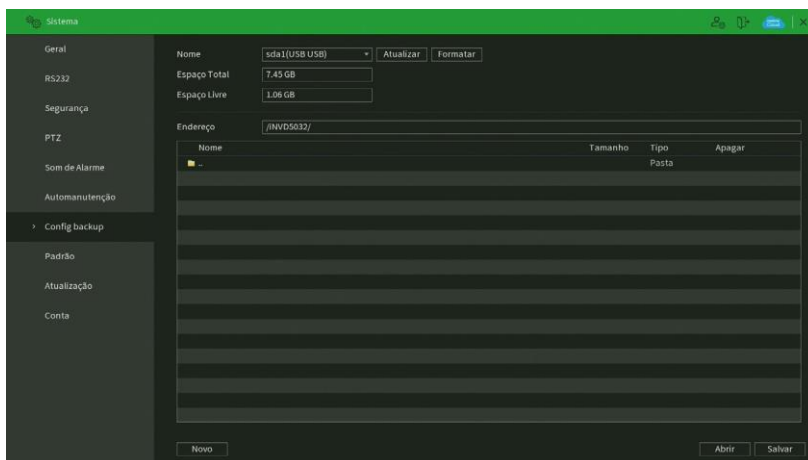 Sistema
Geral
RS232
Segurança
PTZ
Som de Alarme
Automanutenção
Config backup
Padrão
Atualização
Conta
Nome sda1(USB USB) Atualizar Formatar
Espaço Total 7.45 GB
Espaço Livre 1.06 GB
Endereço /INVD5032/
Nome Tamanho Tipo Apagar
.. Pasta
Novo Abrir Salvar